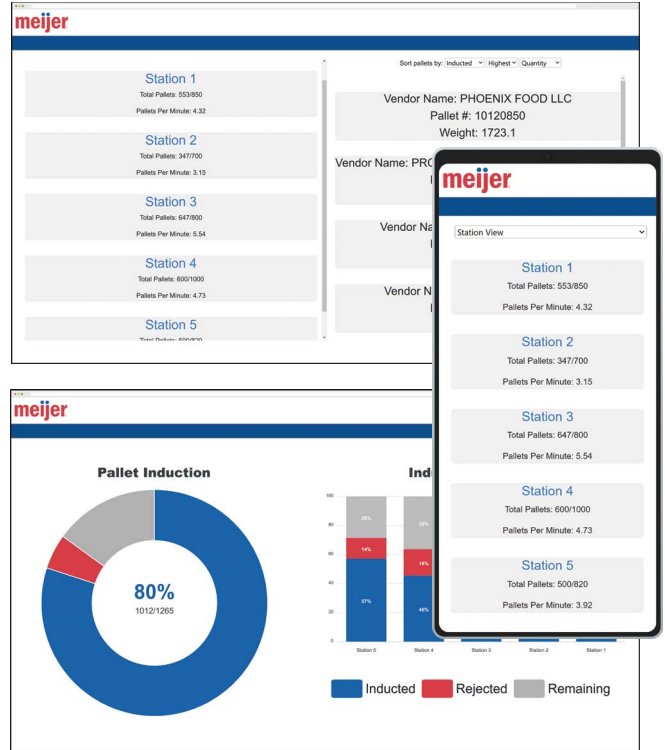 meijer
Sort pallets by: Inducted Highest Quantity
Station 1
Total Pallets: 553/850
Pallets Per Minute: 4.32
Station 2
Total Pallets: 347/700
Pallets Per Minute: 3.15
Station 3
Total Pallets: 647/800
Pallets Per Minute: 5.54
Station 4
Total Pallets: 600/1000
Pallets Per Minute: 4.73
Station 5
Total Pallets: 500/820
Vendor Name: PHOENIX FOOD LLC
Pallet #: 10120850
Weight: 1723.1
Vendor Name:
Vendor
Vendor
meijer
Station View
Station 1
Total Pallets: 553/850
Pallets Per Minute: 4.32
Station 2
Total Pallets: 347/700
Pallets Per Minute: 3.15
Station 3
Total Pallets: 647/800
Pallets Per Minute: 5.54
Station 4
Total Pallets: 600/1000
Pallets Per Minute: 4.73
Station 5
Total Pallets: 500/820
Pallets Per Minute: 3.92
meijer
Pallet Induction
80%
1012/1265
100
80
60
40
20
0
14%
57%
45%
Station 5 Station 4 Station 3 Station 2 Station 1
Inducted Rejected Remaining